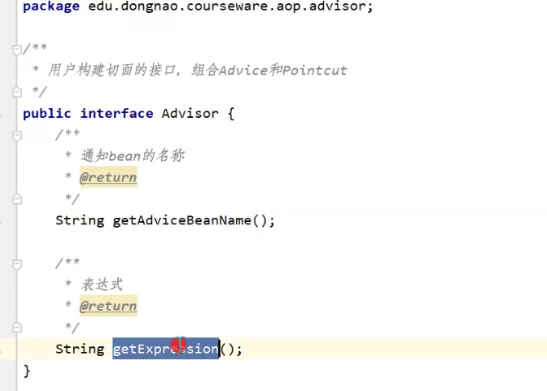 package edu.dongnao.courseware.aop.advisor;
/**
* 用户构建切面的接口, 组合Advice和Pointcut
*/
public interface Advisor {
/**
* 通知bean的名称
* @return
*/
String getAdviceBeanName();
/**
* 表达式
* @return
*/
String getExpression();
}